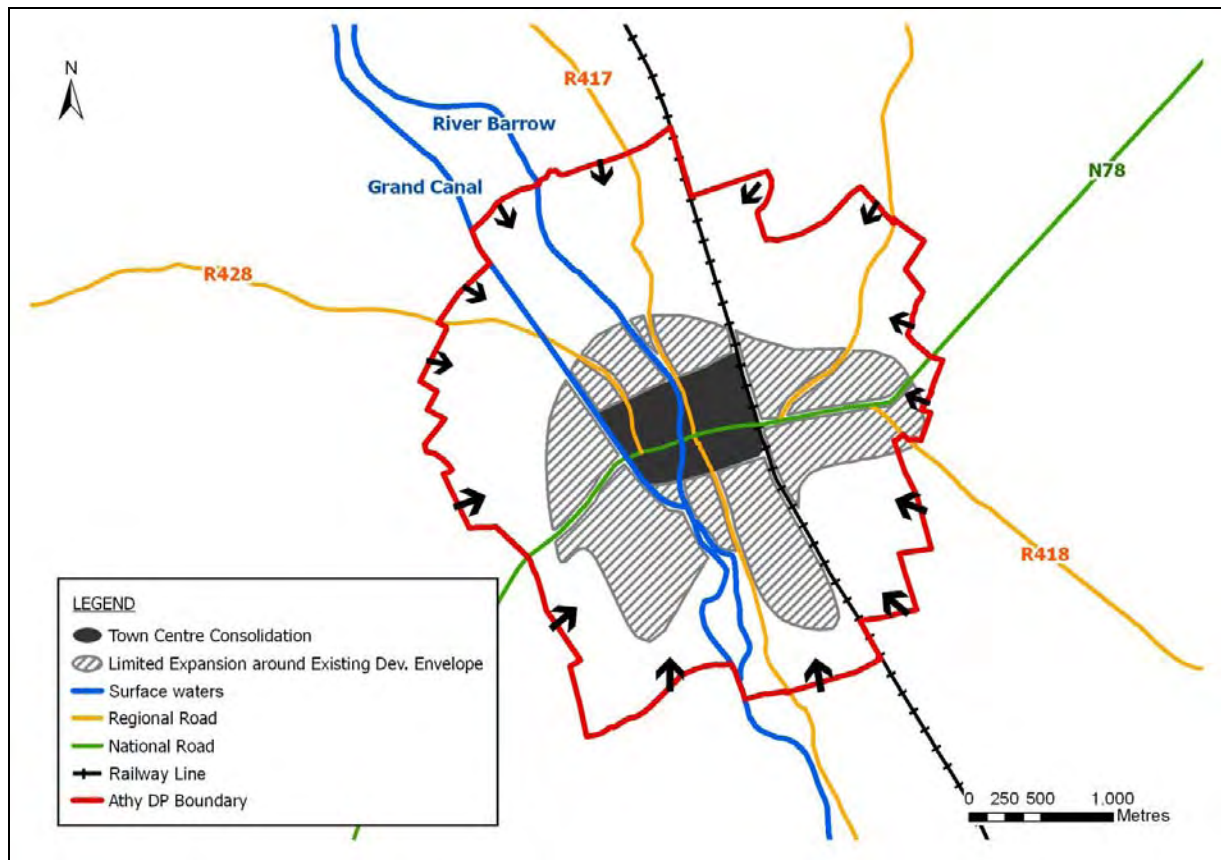 N
R417
River Barrow
N78
Grand Canal
R428
R418
LEGEND
Town Centre Consolidation
Limited Expansion around Existing Dev. Envelope
Surface waters
Regional Road
National Road
Railway Line
Athy DP Boundary
0 250 500 1,000
Metres